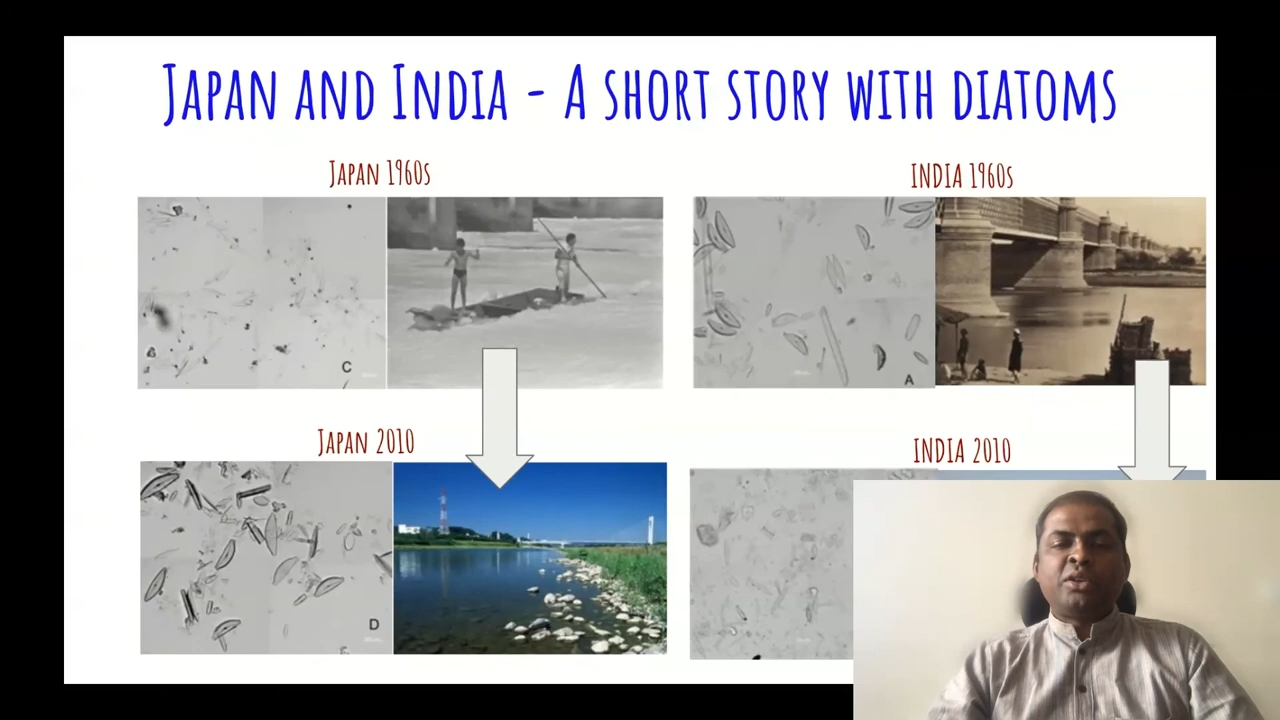 Japan and India - A short story with diatoms
Japan 1960s
INDIA 1960s
C
A
Japan 2010
INDIA 2010
D